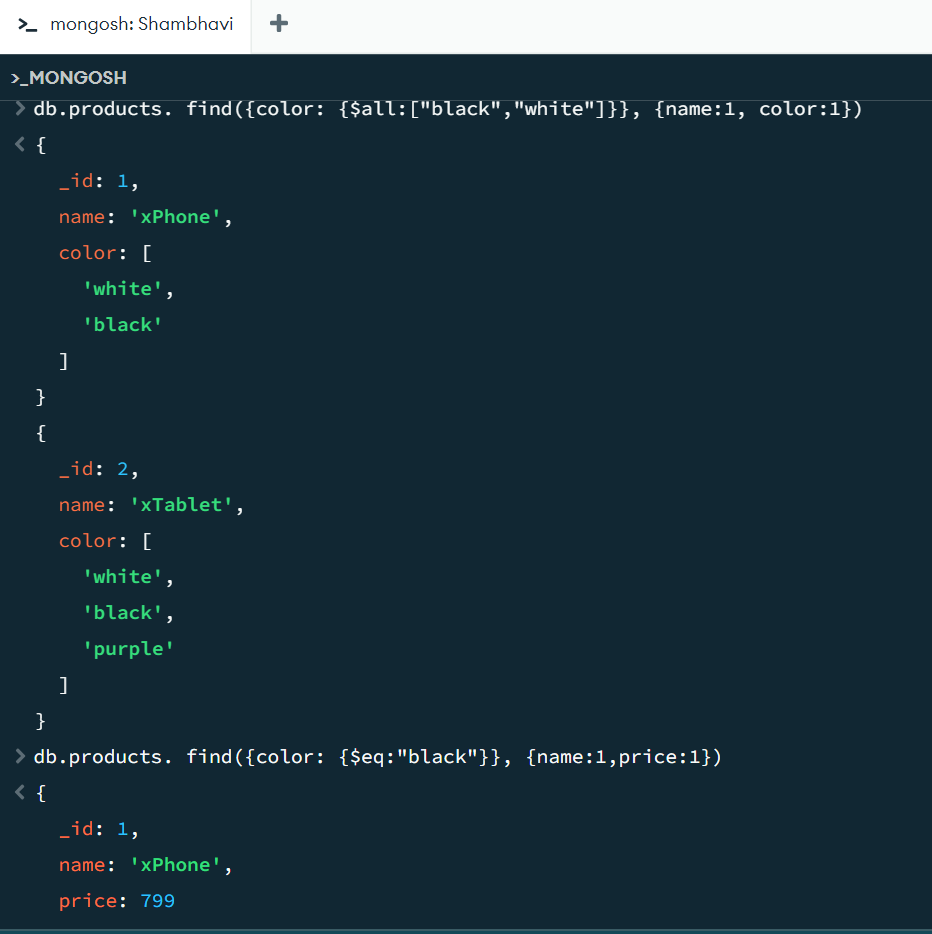 >_ mongosh: Shambhavi +
>_MONGOSH
> db.products. find({color: {$all:["black","white"]}}, {name:1, color:1})
< {
_id: 1,
name: 'xPhone',
color: [
'white',
'black'
]
}
{
_id: 2,
name: 'xTablet',
color: [
'white',
'black',
'purple'
]
}
> db.products. find({color: {$eq:"black"}}, {name:1,price:1})
< {
_id: 1,
name: 'xPhone',
price: 799